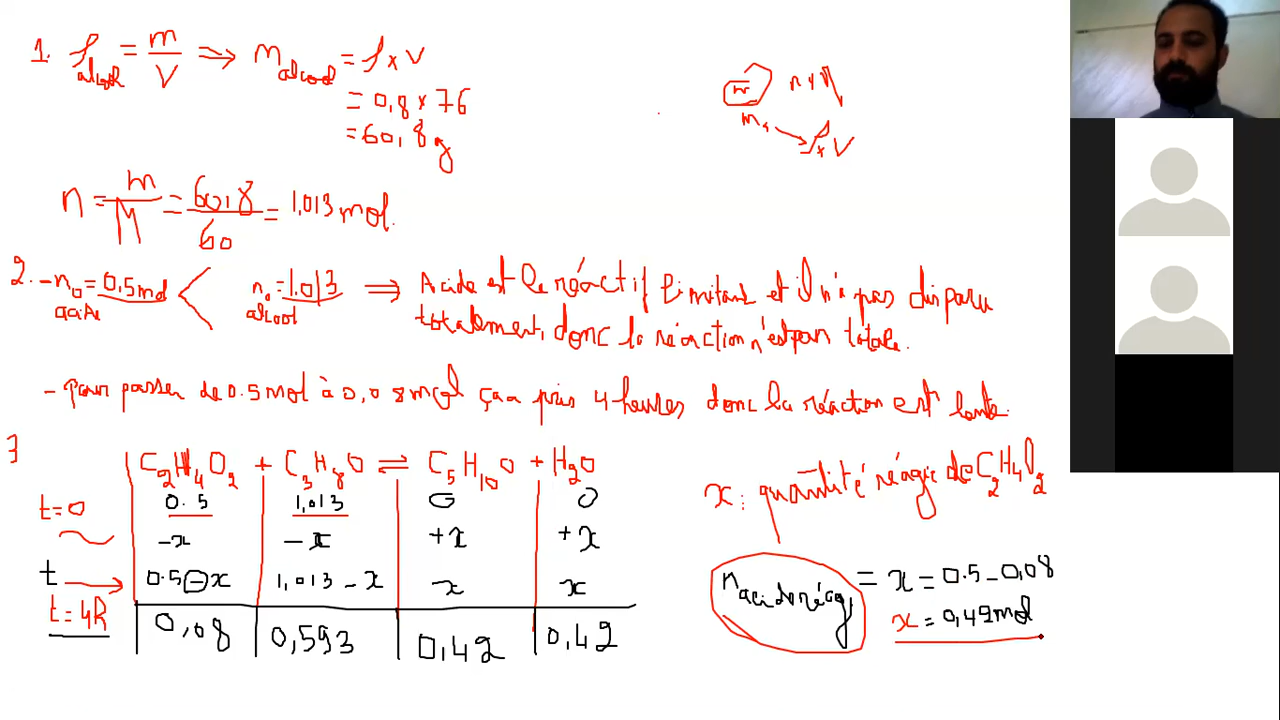 1. ρ alcool = m/V ⇒ m alcool = ρ x V
= 0,8 x 76
= 60,8 g
m n x M
m = ρ x V
n = m/M = 60,8/60 = 1,013 mol.
2. - n₀ acide = 0,5 mol < n₀ alcool = 1,013 ⇒ Acide est le réactif limitant et il n'a pas disparu
totalement, donc la réaction n'est pas totale.
- Pour passer de 0.5 mol à 0,08 mol ça a pris 4 heures donc la réaction est lente.
3 C₂H₄O₂ + C₃H₈O ⇌ C₅H₁₀O + H₂O
t=0 0.5 1,013 0 0
-x -x +x +x
t 0.5-x 1,013-x x x
t=4h 0,08 0,593 0,42 0,42
x: quantité réagie de C₂H₄O₂
n acide réag = x = 0.5 - 0,08
x = 0,42 mol